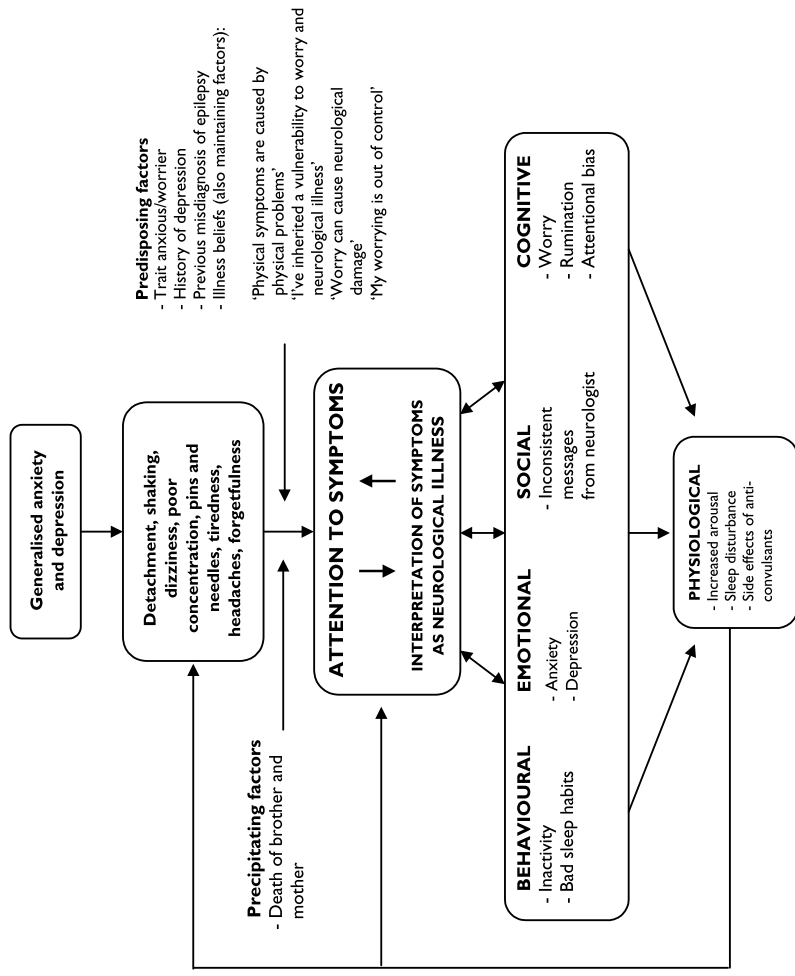 Generalised anxiety
and depression
Detachment, shaking,
dizziness, poor
concentration, pins and
needles, tiredness,
headaches, forgetfulness
Predisposing factors
- Trait anxious/worrier
- History of depression
- Previous misdiagnosis of epilepsy
- Illness beliefs (also maintaining factors):
‘Physical symptoms are caused by
physical problems’
‘I’ve inherited a vulnerability to worry and
neurological illness’
‘Worry can cause neurological
damage’
‘My worrying is out of control’
Precipitating factors
- Death of brother and
mother
ATTENTION TO SYMPTOMS
INTERPRETATION OF SYMPTOMS
AS NEUROLOGICAL ILLNESS
BEHAVIOURAL
- Inactivity
- Bad sleep habits
EMOTIONAL
- Anxiety
- Depression
SOCIAL
- Inconsistent
messages
from neurologist
COGNITIVE
- Worry
- Rumination
- Attentional bias
PHYSIOLOGICAL
- Increased arousal
- Sleep disturbance
- Side effects of anti-
convulsants